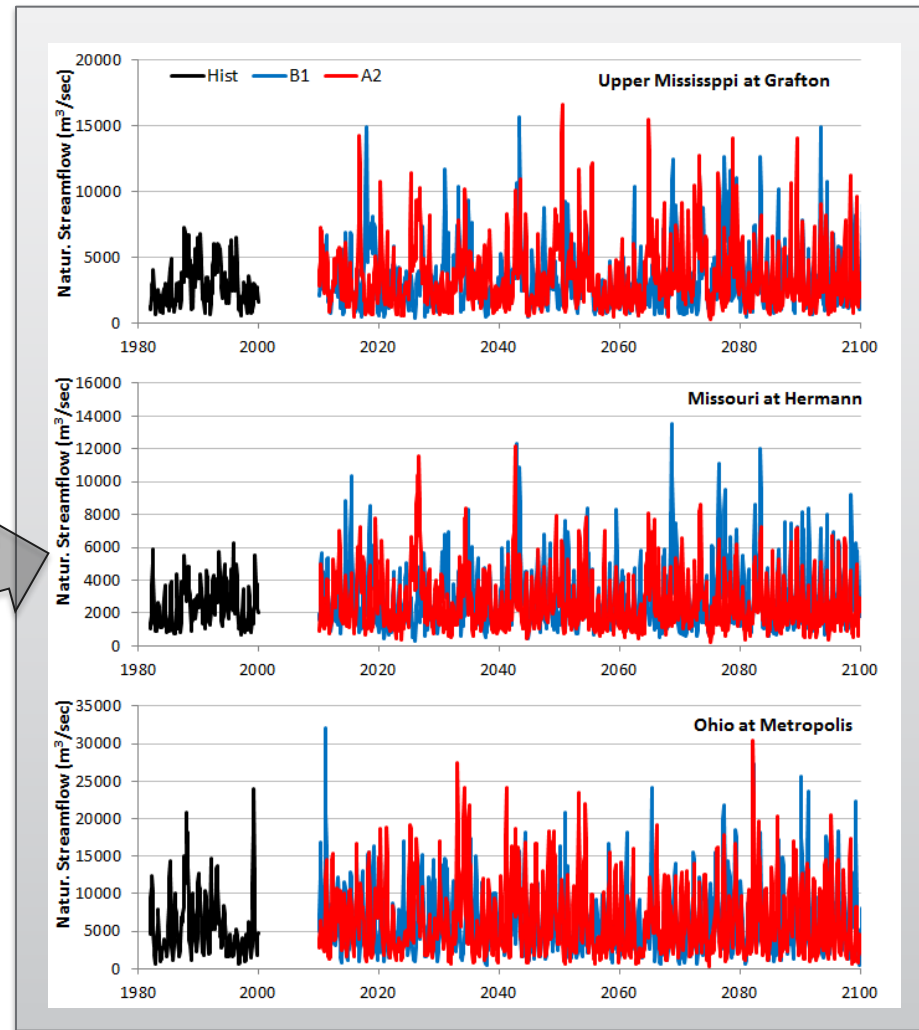 20000
Hist B1 A2
Upper Mississppi at Grafton
15000
10000
5000
0
Natur. Streamflow (m³/sec)
1980 2000 2020 2040 2060 2080 2100
16000
Missouri at Hermann
14000
12000
10000
8000
6000
4000
2000
0
Natur. Streamflow (m³/sec)
1980 2000 2020 2040 2060 2080 2100
35000
Ohio at Metropolis
30000
25000
20000
15000
10000
5000
0
Natur. Streamflow (m³/sec)
1980 2000 2020 2040 2060 2080 2100